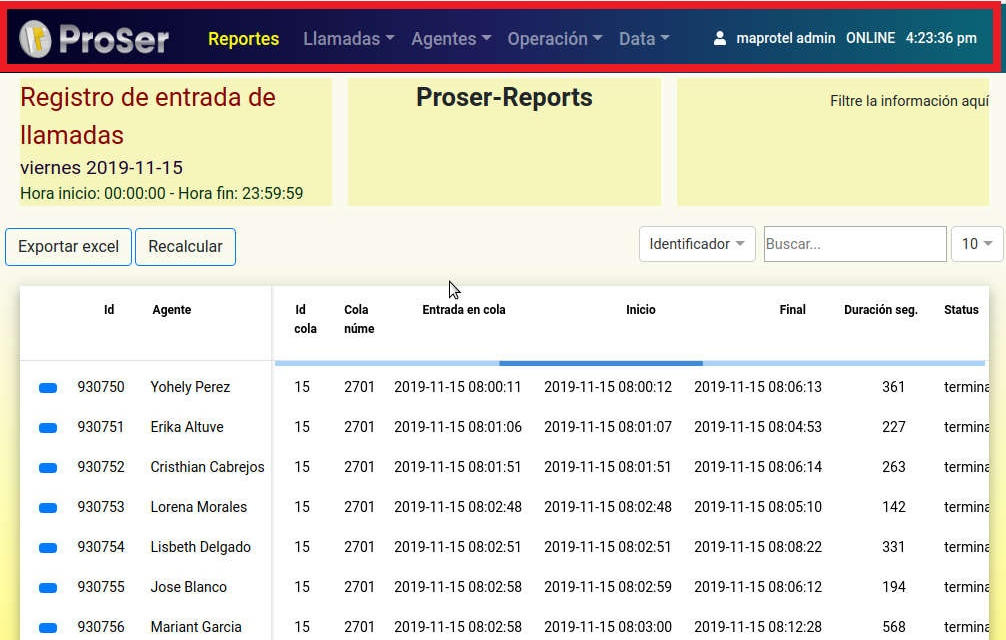 ProSer Reportes Llamadas Agentes Operación Data maprotel admin ONLINE 4:23:36 pm
Registro de entrada de
llamadas
viernes 2019-11-15
Hora inicio: 00:00:00 - Hora fin: 23:59:59
Proser-Reports
Filtre la información aquí
Exportar excel Recalcular Identificador Buscar... 10
Id Agente Id cola Cola núme Entrada en cola Inicio Final Duración seg. Status
930750 Yohely Perez 15 2701 2019-11-15 08:00:11 2019-11-15 08:00:12 2019-11-15 08:06:13 361 termina
930751 Erika Altuve 15 2701 2019-11-15 08:01:06 2019-11-15 08:01:07 2019-11-15 08:04:53 227 termina
930752 Cristhian Cabrejos 15 2701 2019-11-15 08:01:51 2019-11-15 08:01:51 2019-11-15 08:06:14 263 termina
930753 Lorena Morales 15 2701 2019-11-15 08:02:48 2019-11-15 08:02:48 2019-11-15 08:05:10 142 termina
930754 Lisbeth Delgado 15 2701 2019-11-15 08:02:51 2019-11-15 08:02:51 2019-11-15 08:08:22 331 termina
930755 Jose Blanco 15 2701 2019-11-15 08:02:58 2019-11-15 08:02:59 2019-11-15 08:06:12 194 termina
930756 Mariant Garcia 15 2701 2019-11-15 08:02:58 2019-11-15 08:03:00 2019-11-15 08:12:28 568 termina